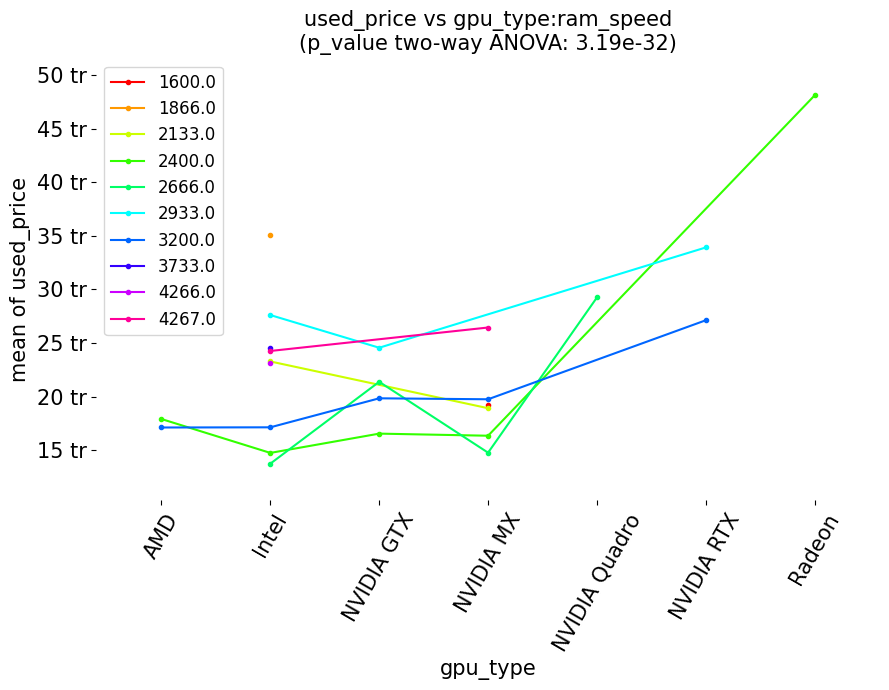 used_price vs gpu_type:ram_speed
(p_value two-way ANOVA: 3.19e-32)
50 tr
45 tr
40 tr
35 tr
30 tr
25 tr
20 tr
15 tr
mean of used_price
1600.0
1866.0
2133.0
2400.0
2666.0
2933.0
3200.0
3733.0
4266.0
4267.0
AMD
Intel
NVIDIA GTX
NVIDIA MX
NVIDIA Quadro
NVIDIA RTX
Radeon
gpu_type